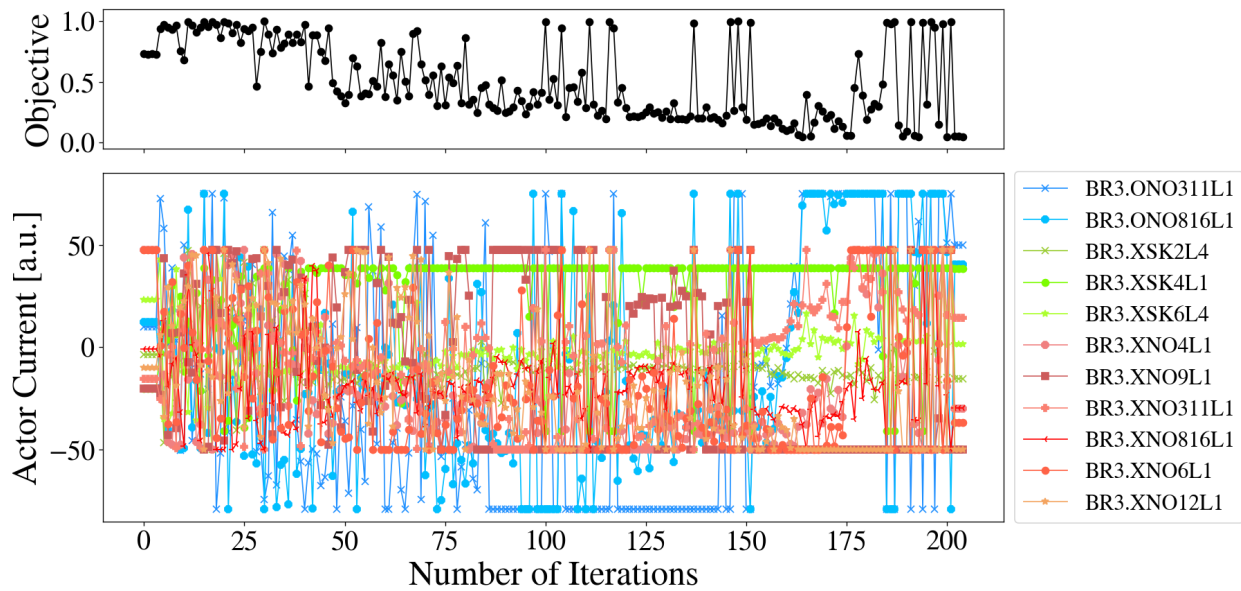 1.0
0.5
0.0
Objective
50
0
−50
Actor Current [a.u.]
0 25 50 75 100 125 150 175 200
Number of Iterations
BR3.ONO311L1
BR3.ONO816L1
BR3.XSK2L4
BR3.XSK4L1
BR3.XSK6L4
BR3.XNO4L1
BR3.XNO9L1
BR3.XNO311L1
BR3.XNO816L1
BR3.XNO6L1
BR3.XNO12L1